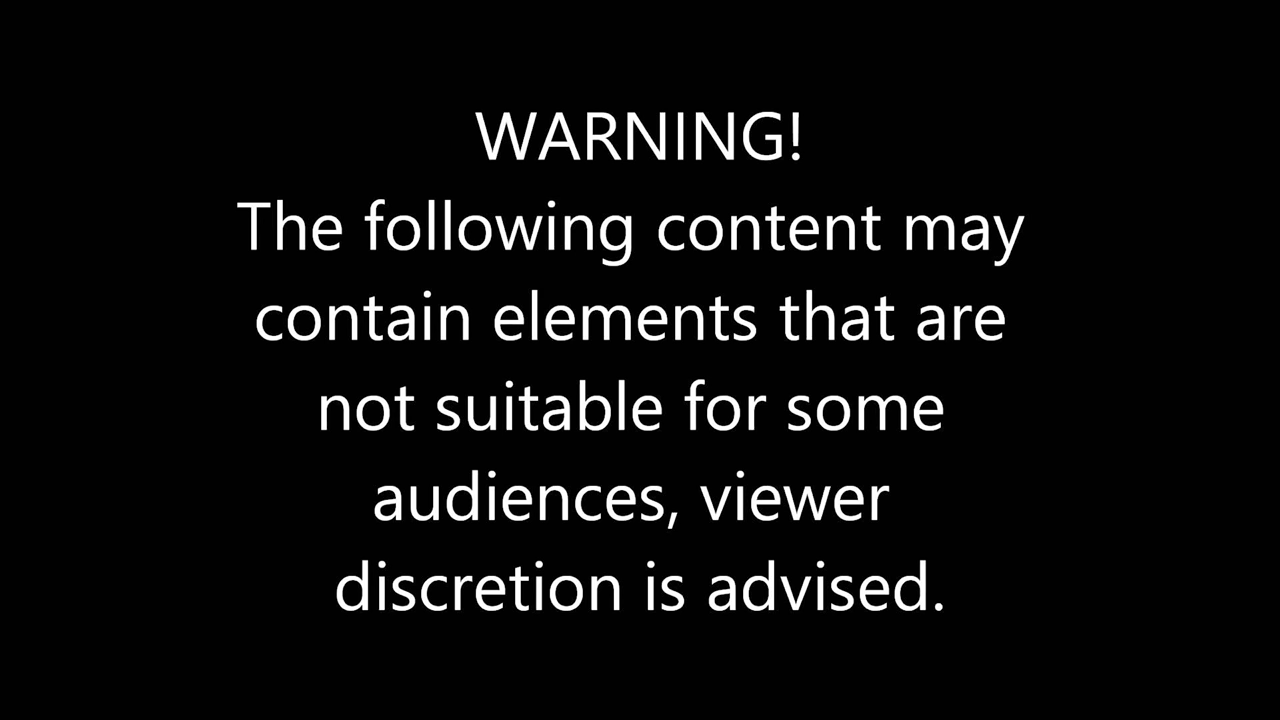 WARNING!
The following content may
contain elements that are
not suitable for some
audiences, viewer
discretion is advised.